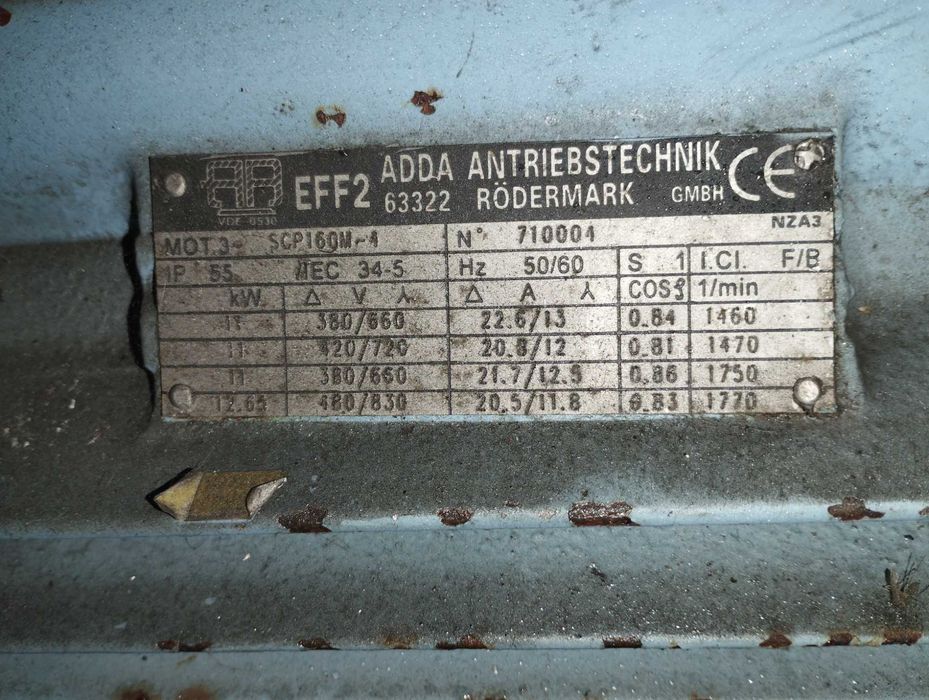 VDE 0530
EFF2 ADDA ANTRIEBSTECHNIK
63322 RÖDERMARK GMBH CE
NZA3
MOT.3~ SCP160M-4 N° 710004
IP 55 IEC 34-5 Hz 50/60 S 1 I.Cl. F/B
kW Δ V ⅄ Δ A ⅄ COSφ 1/min
11 380/660 22.6/13 0.84 1460
11 420/720 20.8/12 0.81 1470
11 380/660 21.7/12.5 0.86 1750
12.65 480/830 20.5/11.8 0.83 1770